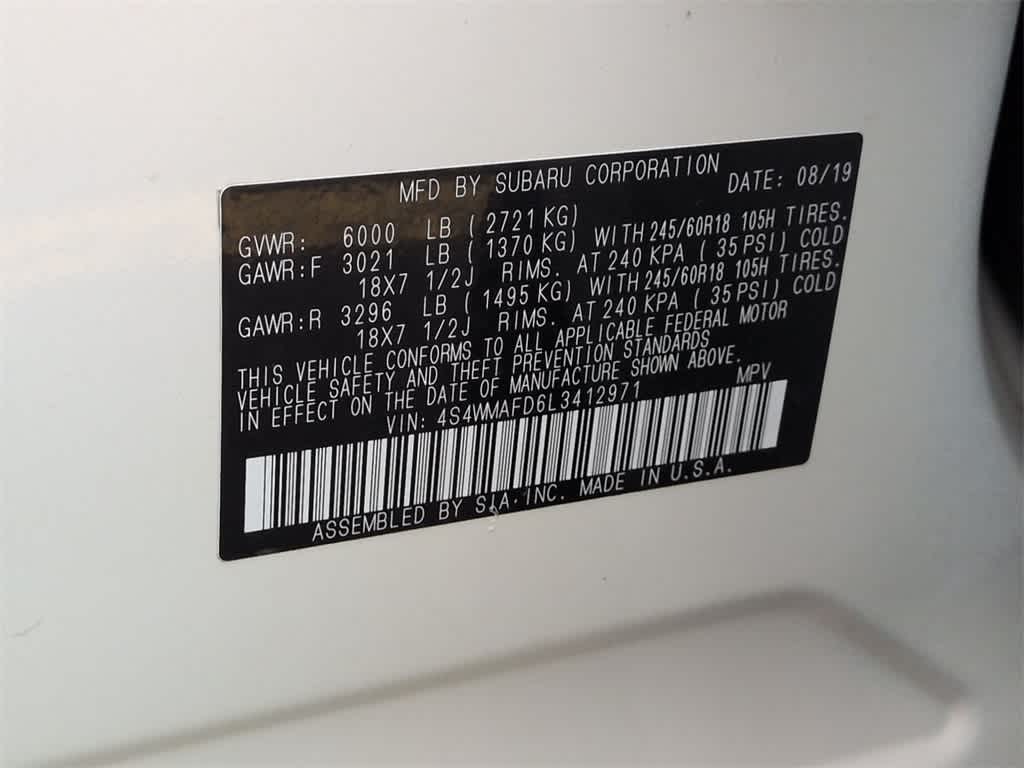 MFD BY SUBARU CORPORATION DATE: 08/19
GVWR: 6000 LB ( 2721 KG)
GAWR:F 3021 LB ( 1370 KG) WITH 245/60R18 105H TIRES.
18X7 1/2J RIMS. AT 240 KPA ( 35 PSI) COLD
GAWR:R 3296 LB ( 1495 KG) WITH 245/60R18 105H TIRES.
18X7 1/2J RIMS. AT 240 KPA ( 35 PSI) COLD
THIS VEHICLE CONFORMS TO ALL APPLICABLE FEDERAL MOTOR
VEHICLE SAFETY AND THEFT PREVENTION STANDARDS
IN EFFECT ON THE DATE OF MANUFACTURE SHOWN ABOVE.
VIN: 4S4WMAFD6L3412971 MPV
ASSEMBLED BY SIA.INC. MADE IN U.S.A.